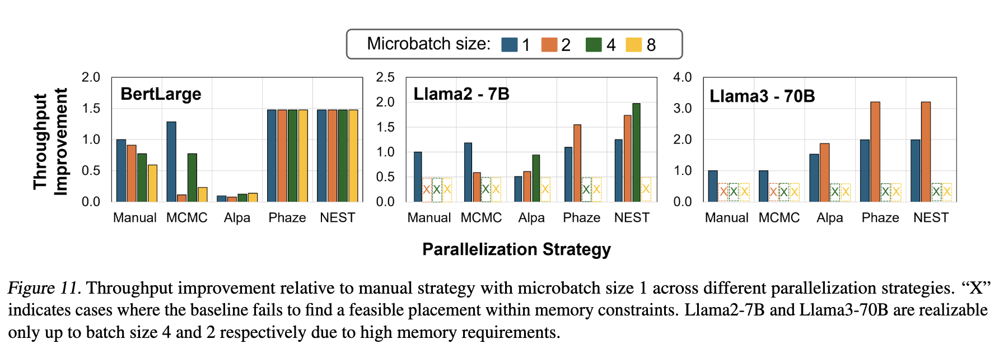 Microbatch size: 1 2 4 8
Throughput
Improvement
2.0
1.5
1.0
0.5
0.0
BertLarge
Manual MCMC Alpa Phaze NEST
2.5
2.0
1.5
1.0
0.5
0.0
Llama2 - 7B
X X X X X X X X X
Manual MCMC Alpa Phaze NEST
4.0
3.0
2.0
1.0
0.0
Llama3 - 70B
X X X X X X X X X X X X
Manual MCMC Alpa Phaze NEST
Parallelization Strategy
Figure 11. Throughput improvement relative to manual strategy with microbatch size 1 across different parallelization strategies. “X”
indicates cases where the baseline fails to find a feasible placement within memory constraints. Llama2-7B and Llama3-70B are realizable
only up to batch size 4 and 2 respectively due to high memory requirements.